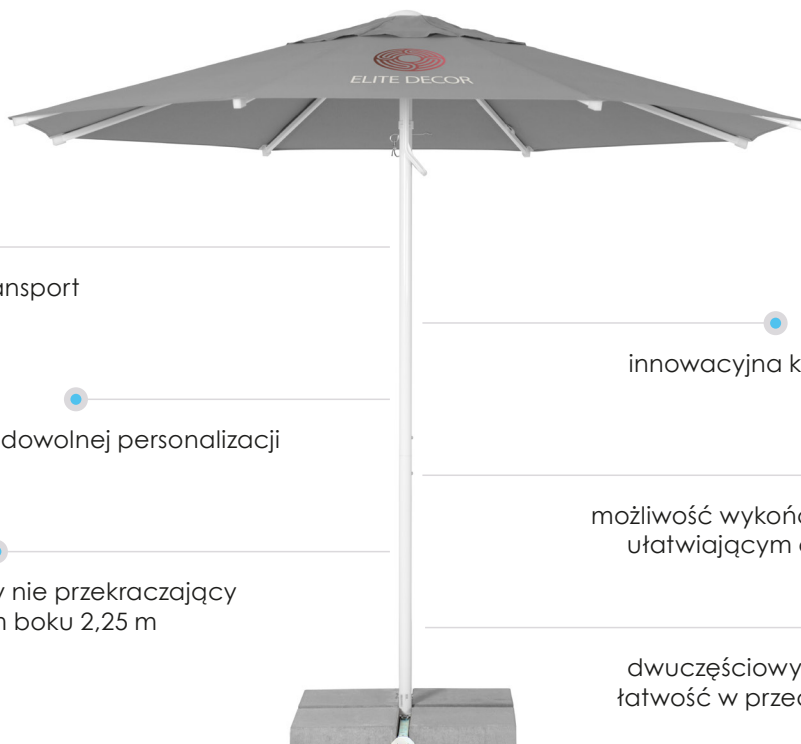 ELITE DECOR
ansport
innowacyjna k
dowolnej personalizacji
możliwość wykońc
ułatwiającym
nie przekraczający
boku 2,25 m
dwuczęściowy
łatwość w przec